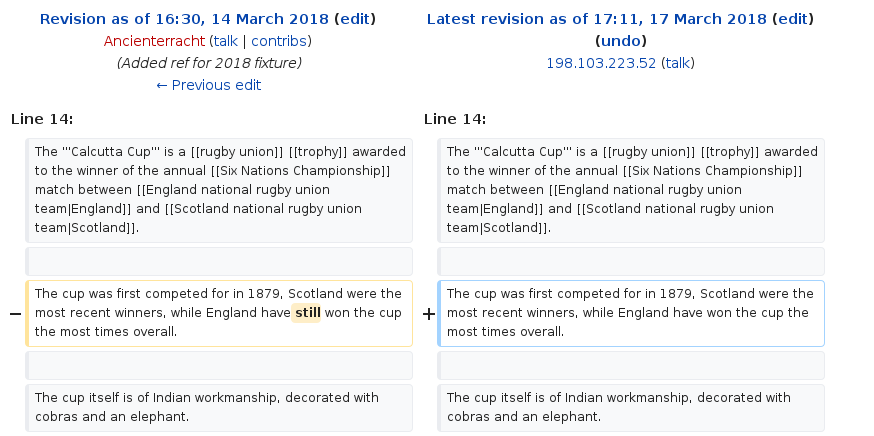 Revision as of 16:30, 14 March 2018 (edit)
Ancienterracht (talk | contribs)
(Added ref for 2018 fixture)
← Previous edit
Latest revision as of 17:11, 17 March 2018 (edit)
(undo)
198.103.223.52 (talk)
Line 14:
Line 14:
The '''Calcutta Cup''' is a [[rugby union]] [[trophy]] awarded
to the winner of the annual [[Six Nations Championship]]
match between [[England national rugby union
team|England]] and [[Scotland national rugby union
team|Scotland]].
The '''Calcutta Cup''' is a [[rugby union]] [[trophy]] awarded
to the winner of the annual [[Six Nations Championship]]
match between [[England national rugby union
team|England]] and [[Scotland national rugby union
team|Scotland]].
− The cup was first competed for in 1879, Scotland were the
most recent winners, while England have still won the cup
the most times overall.
+ The cup was first competed for in 1879, Scotland were the
most recent winners, while England have won the cup the
most times overall.
The cup itself is of Indian workmanship, decorated with
cobras and an elephant.
The cup itself is of Indian workmanship, decorated with
cobras and an elephant.